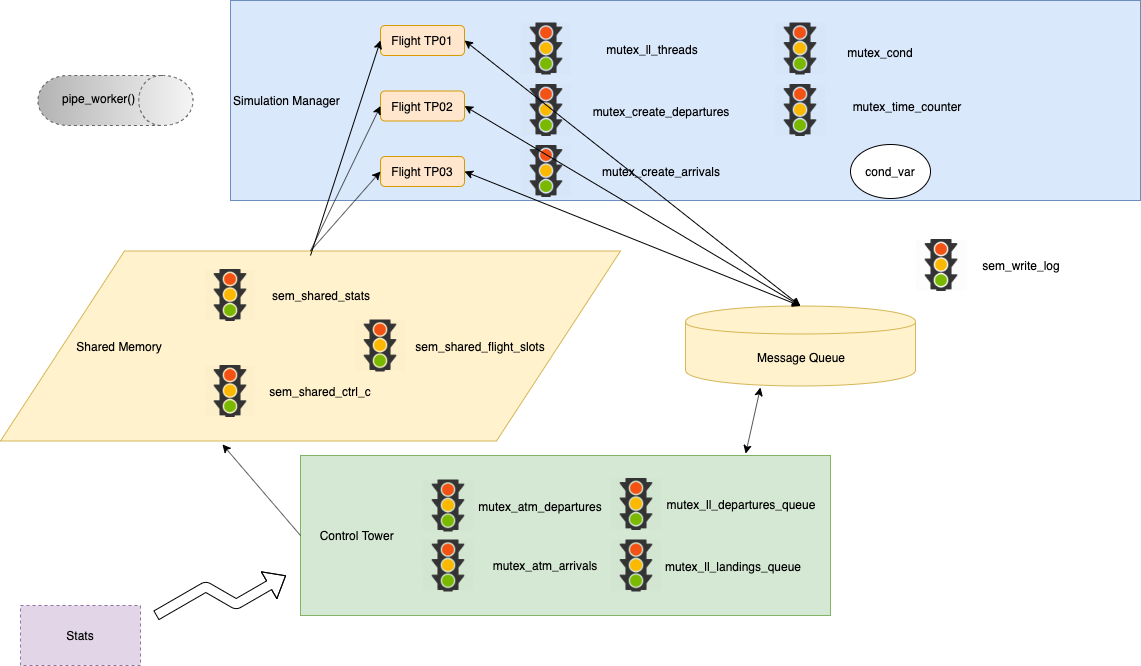 Flight TP01
mutex_ll_threads
mutex_cond
pipe_worker()
Simulation Manager
Flight TP02
mutex_create_departures
mutex_time_counter
Flight TP03
mutex_create_arrivals
cond_var
sem_write_log
sem_shared_stats
Shared Memory
sem_shared_flight_slots
Message Queue
sem_shared_ctrl_c
mutex_atm_departures
mutex_ll_departures_queue
Control Tower
mutex_atm_arrivals
mutex_ll_landings_queue
Stats